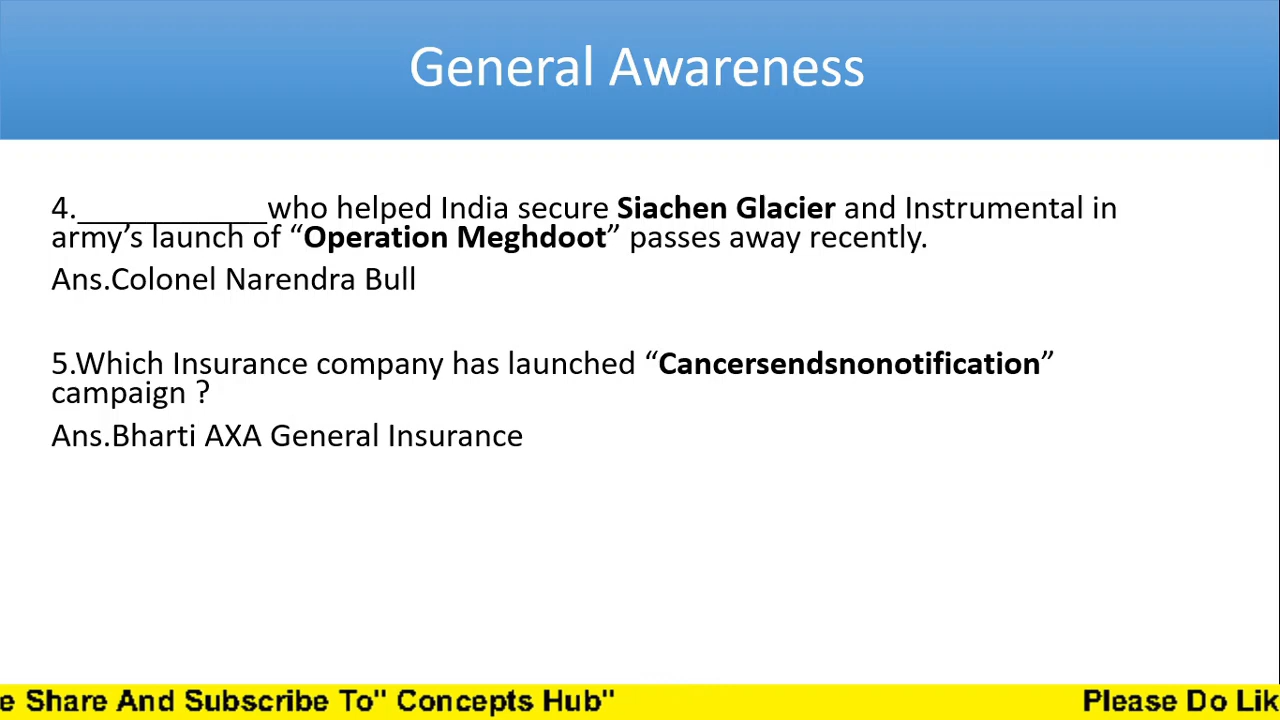 General Awareness
4.___________who helped India secure Siachen Glacier and Instrumental in
army’s launch of “Operation Meghdoot” passes away recently.
Ans.Colonel Narendra Bull
5.Which Insurance company has launched “Cancersendsnonotification”
campaign ?
Ans.Bharti AXA General Insurance
e Share And Subscribe To" Concepts Hub" Please Do Lik